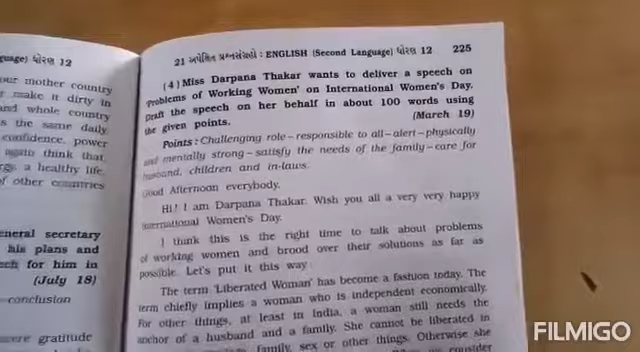 guage) ધોરણ 12
our mother country
r make it dirty in
and whole country
s the same daily.
confidence, power
again think that
a healthy life.
of other countries
eneral secretary
his plans and
ech for him in
(July 18)
–conclusion
cere gratitude
21 અપેક્ષિત પ્રશ્નસંગ્રહો : ENGLISH (Second Language) ધોરણ 12 225
(4) Miss Darpana Thakar wants to deliver a speech on
'Problems of Working Women' on International Women's Day.
Draft the speech on her behalf in about 100 words using
the given points. (March 19)
Points : Challenging role – responsible to all – alert – physically
and mentally strong – satisfy the needs of the family – care for
husband, children and in-laws.
Good Afternoon everybody.
Hi! I am Darpana Thakar. Wish you all a very very happy
International Women's Day.
I think this is the right time to talk about problems
of working women and brood over their solutions as far as
possible. Let's put it this way :
The term 'Liberated Woman' has become a fashion today. The
term chiefly implies a woman who is independent economically.
For other things, at least in India, a woman still needs the
anchor of a husband and a family. She cannot be liberated in
family, sex or other things. Otherwise she
consider
FILMIGO